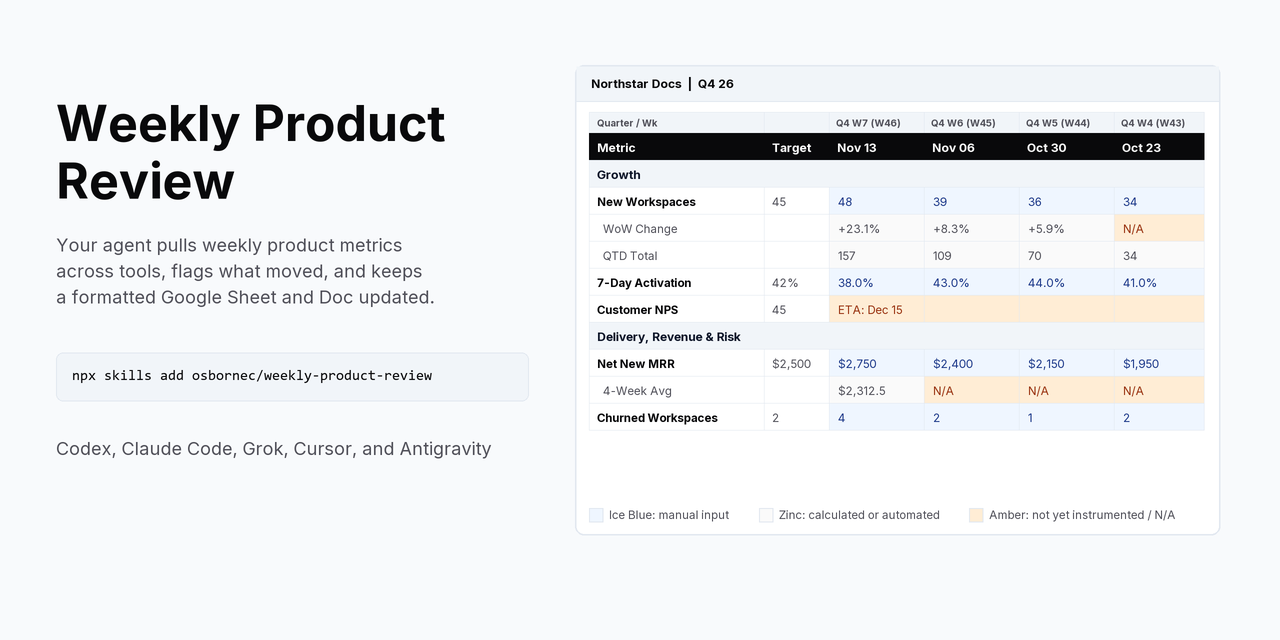 Weekly Product
Review
Your agent pulls weekly product metrics
across tools, flags what moved, and keeps
a formatted Google Sheet and Doc updated.
npx skills add osbornec/weekly-product-review
Codex, Claude Code, Grok, Cursor, and Antigravity
Northstar Docs | Q4 26
Quarter / Wk Q4 W7 (W46) Q4 W6 (W45) Q4 W5 (W44) Q4 W4 (W43)
Metric Target Nov 13 Nov 06 Oct 30 Oct 23
Growth
New Workspaces 45 48 39 36 34
WoW Change +23.1% +8.3% +5.9% N/A
QTD Total 157 109 70 34
7-Day Activation 42% 38.0% 43.0% 44.0% 41.0%
Customer NPS 45 ETA: Dec 15
Delivery, Revenue & Risk
Net New MRR $2,500 $2,750 $2,400 $2,150 $1,950
4-Week Avg $2,312.5 N/A N/A N/A
Churned Workspaces 2 4 2 1 2
Ice Blue: manual input Zinc: calculated or automated Amber: not yet instrumented / N/A